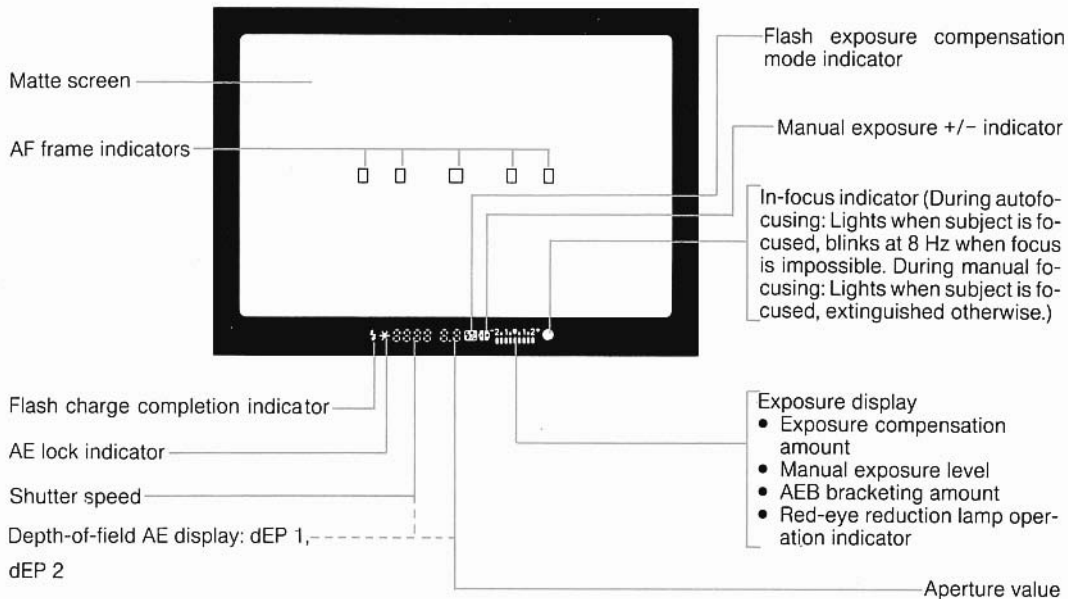 Matte screen
AF frame indicators
Flash charge completion indicator
AE lock indicator
Shutter speed
Depth-of-field AE display: dEP 1,
dEP 2
Flash exposure compensation
mode indicator
Manual exposure +/− indicator
In-focus indicator (During autofo-
cusing: Lights when subject is fo-
cused, blinks at 8 Hz when focus
is impossible. During manual fo-
cusing: Lights when subject is fo-
cused, extinguished otherwise.)
Exposure display
• Exposure compensation
amount
• Manual exposure level
• AEB bracketing amount
• Red-eye reduction lamp oper-
ation indicator
Aperture value